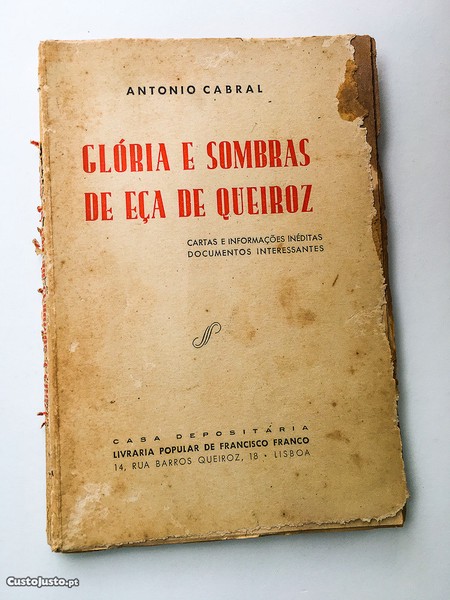 ANTONIO CABRAL
GLÓRIA E SOMBRAS
DE EÇA DE QUEIROZ
CARTAS E INFORMAÇÕES INÉDITAS
DOCUMENTOS INTERESSANTES
CASA DEPOSITÁRIA
LIVRARIA POPULAR DE FRANCISCO FRANCO
14, RUA BARROS QUEIROZ, 18 • LISBOA
CustoJusto.pt